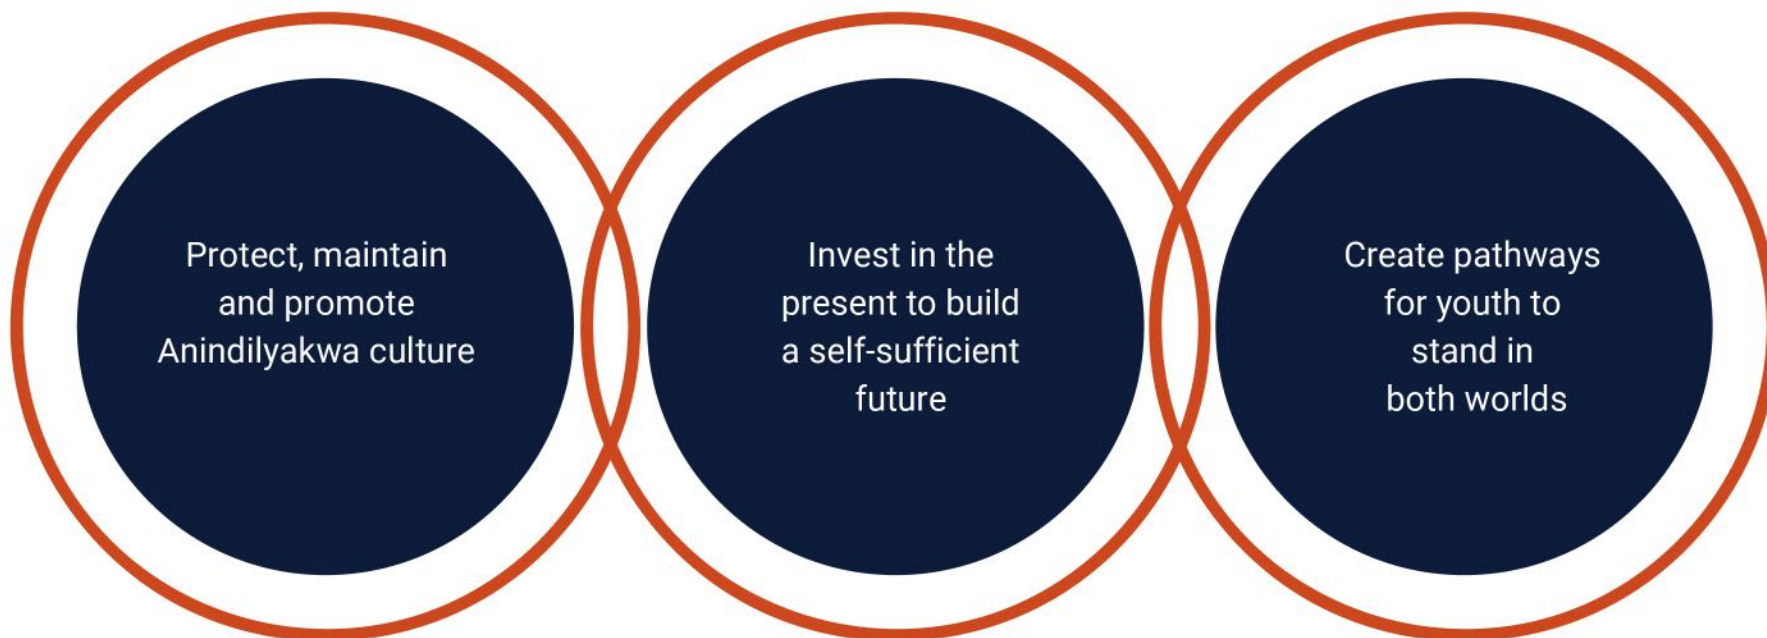 Protect, maintain
and promote
Anindilyakwa culture
Invest in the
present to build
a self-sufficient
future
Create pathways
for youth to
stand in
both worlds